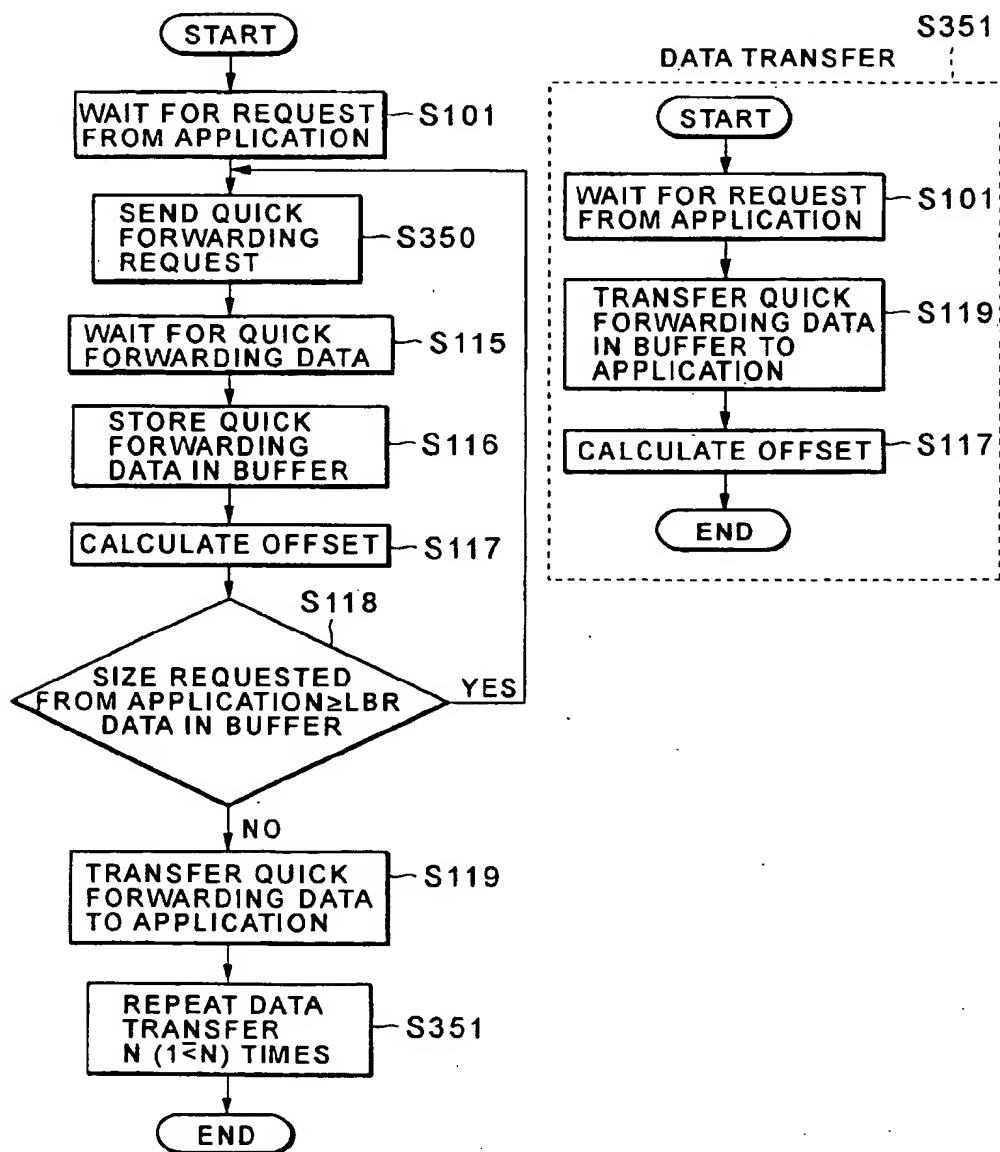 START
WAIT FOR REQUEST
FROM APPLICATION
S101
SEND QUICK
FORWARDING
REQUEST
S350
WAIT FOR QUICK
FORWARDING DATA
S115
STORE QUICK
FORWARDING
DATA IN BUFFER
S116
CALCULATE OFFSET
S117
S118
SIZE REQUESTED
FROM APPLICATION≥LBR
DATA IN BUFFER
YES
NO
TRANSFER QUICK
FORWARDING DATA
TO APPLICATION
S119
REPEAT DATA
TRANSFER
N (1≤N) TIMES
S351
END
S351
DATA TRANSFER
START
WAIT FOR REQUEST
FROM APPLICATION
S101
TRANSFER QUICK
FORWARDING DATA
IN BUFFER TO
APPLICATION
S119
CALCULATE OFFSET
S117
END